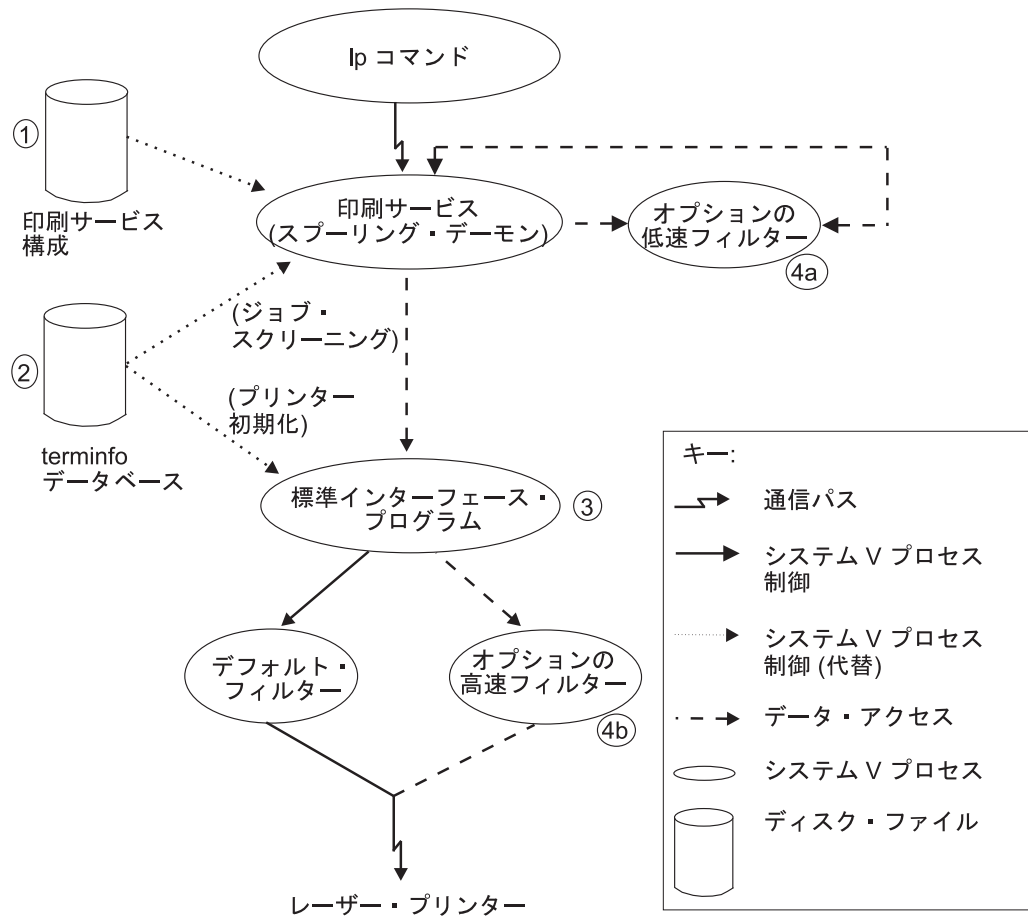 lp コマンド
①
印刷サービス
構成
印刷サービス
(スプーリング・デーモン)
オプションの
低速フィルター
4a
(ジョブ・
スクリーニング)
②
(プリンター
初期化)
terminfo
データベース
標準インターフェース・
プログラム
③
デフォルト・
フィルター
オプションの
高速フィルター
4b
レーザー・プリンター
キー:
通信パス
システム V プロセス
制御
システム V プロセス
制御 (代替)
データ・アクセス
システム V プロセス
ディスク・ファイル